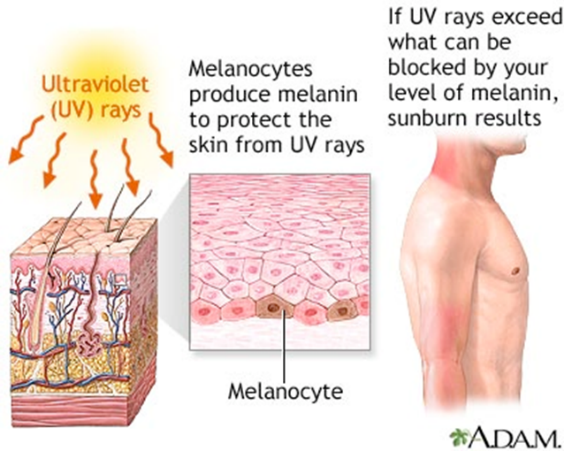 Ultraviolet
(UV) rays
Melanocytes
produce melanin
to protect the
skin from UV rays
If UV rays exceed
what can be
blocked by your
level of melanin,
sunburn results
Melanocyte
A.D.A.M.